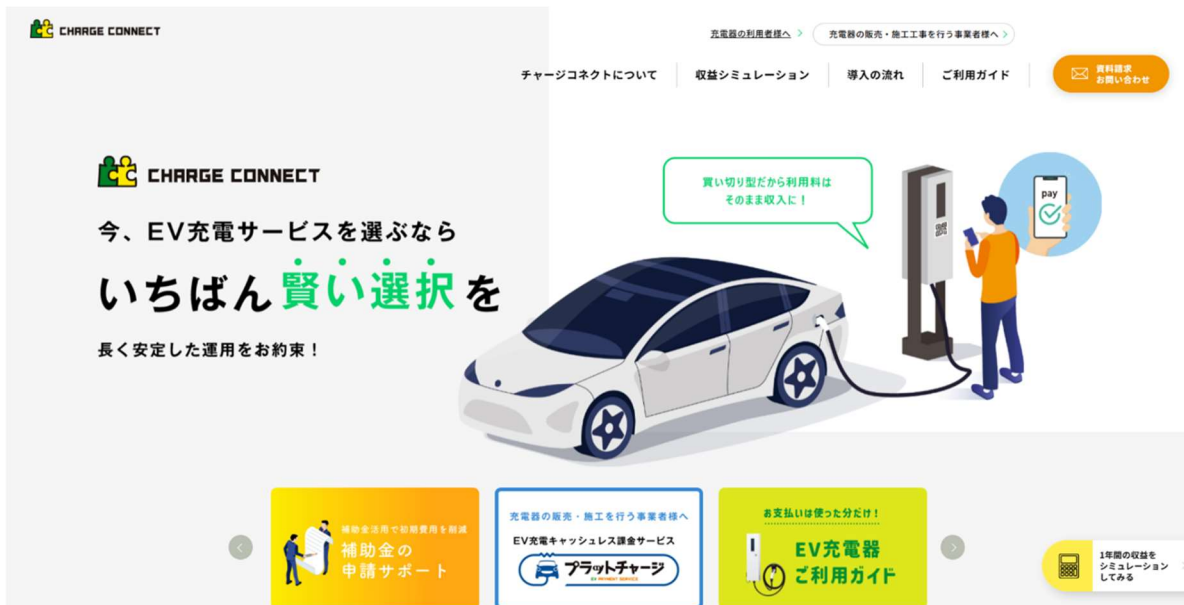 CHARGE CONNECT
充電器の利用者様へ
充電器の販売・施工工事を行う事業者様へ
チャージコネクトについて
収益シミュレーション
導入の流れ
ご利用ガイド
資料請求
お問い合わせ
CHARGE CONNECT
今、EV充電サービスを選ぶなら
いちばん賢い選択を
長く安定した運用をお約束！
買い切り型だから利用料は
そのまま収入に！
pay
補助金活用で初期費用を削減
補助金の
申請サポート
充電器の販売・施工を行う事業者様へ
EV充電キャッシュレス課金サービス
プラットチャージ
EV PAYMENT SERVICE
お支払いは使った分だけ！
EV充電器
ご利用ガイド
1年間の収益を
シミュレーション
してみる